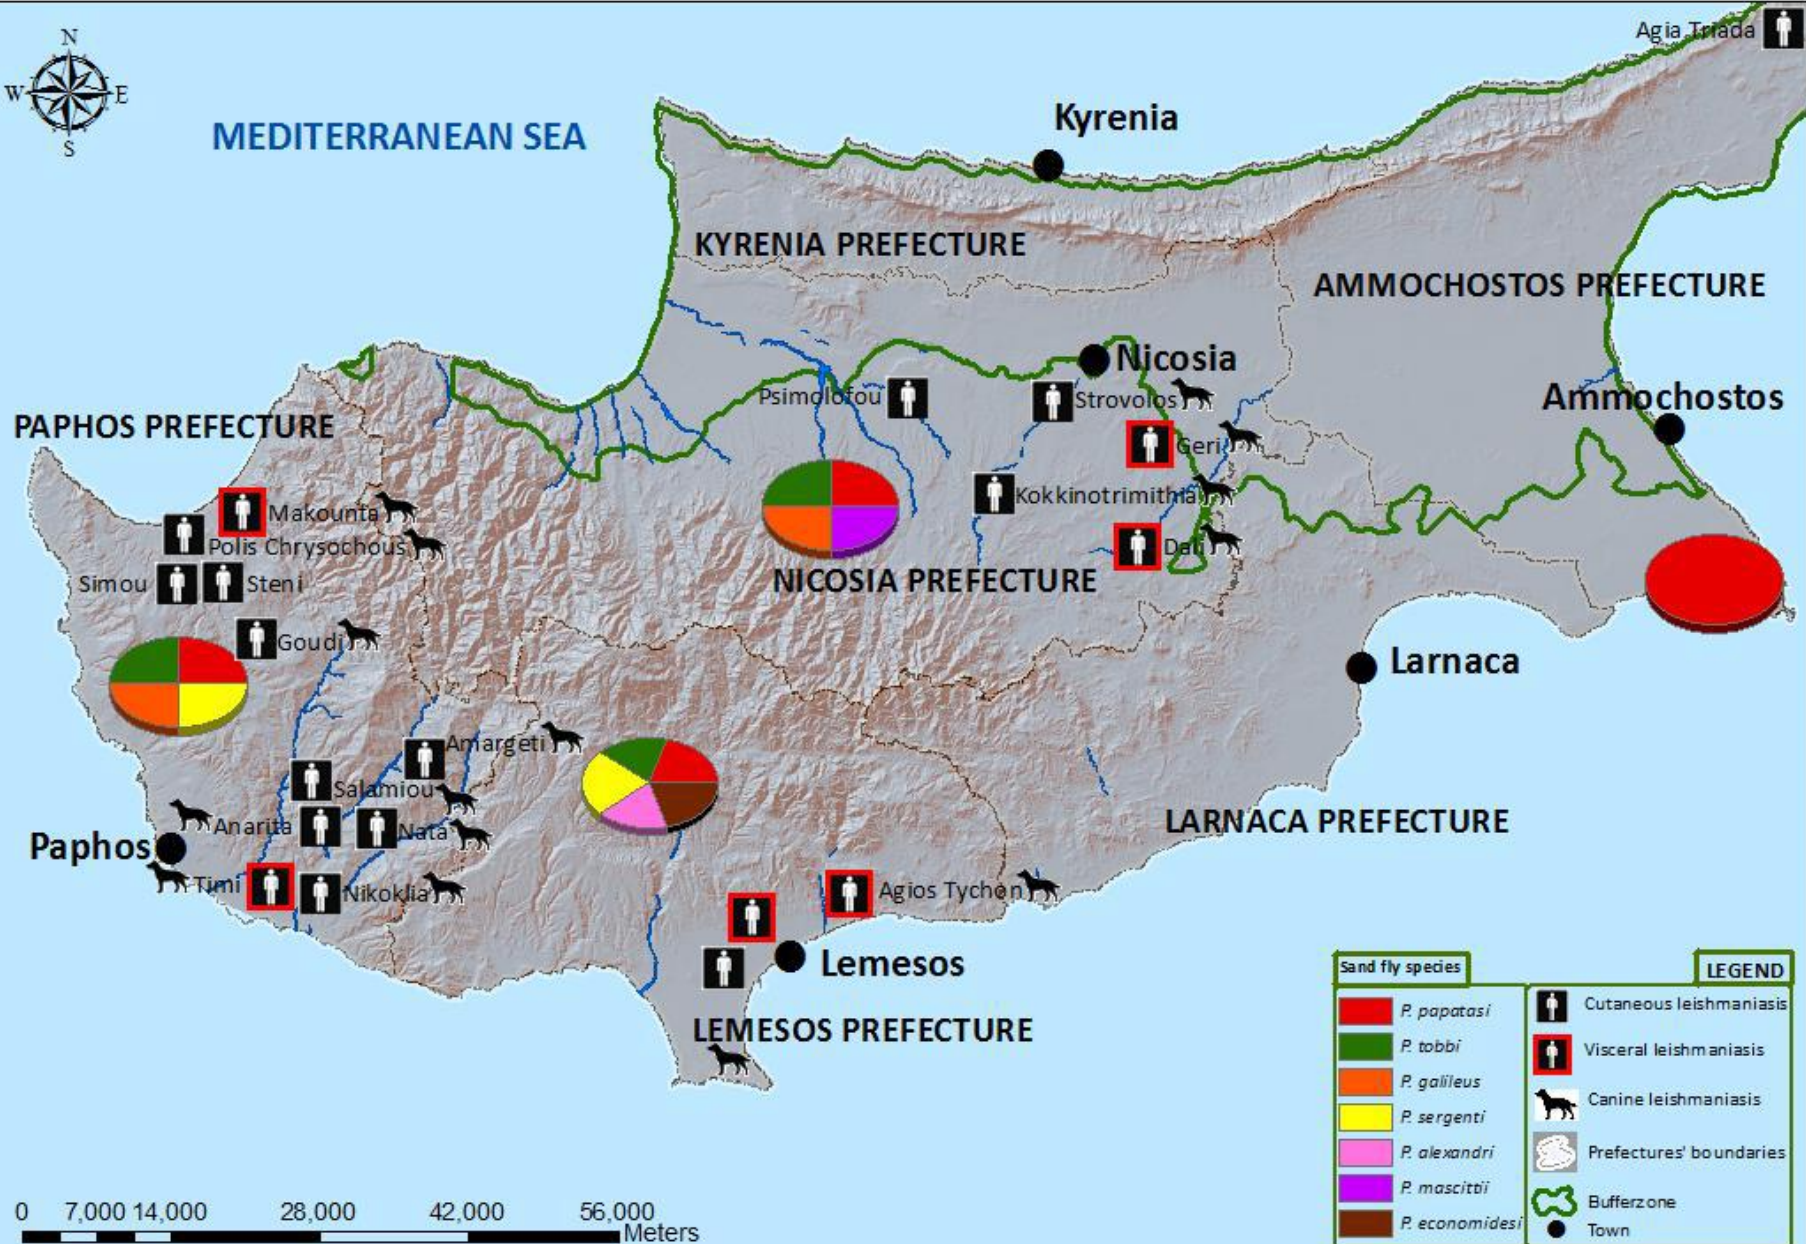 Agia Triada
N
W E
S
MEDITERRANEAN SEA
Kyrenia
KYRENIA PREFECTURE
AMMOCHOSTOS PREFECTURE
Nicosia
Psimolofou
Strovolos
Ammochostos
PAPHOS PREFECTURE
Geri
Kokkinotrimithia
Makounta
Polis Chrysochous
Dali
NICOSIA PREFECTURE
Simou
Steni
Goudi
Larnaca
Amargeti
Salamiou
Anarita
Nata
LARNACA PREFECTURE
Paphos
Timi
Nikoklia
Agios Tychon
Lemesos
LEMESOS PREFECTURE
Sand fly species
P. papatasi
P. tobbi
P. galileus
P. sergenti
P. alexandri
P. mascittii
P. economidesi
LEGEND
Cutaneous leishmaniasis
Visceral leishmaniasis
Canine leishmaniasis
Prefectures' boundaries
Bufferzone
Town
0 7,000 14,000 28,000 42,000 56,000
Meters